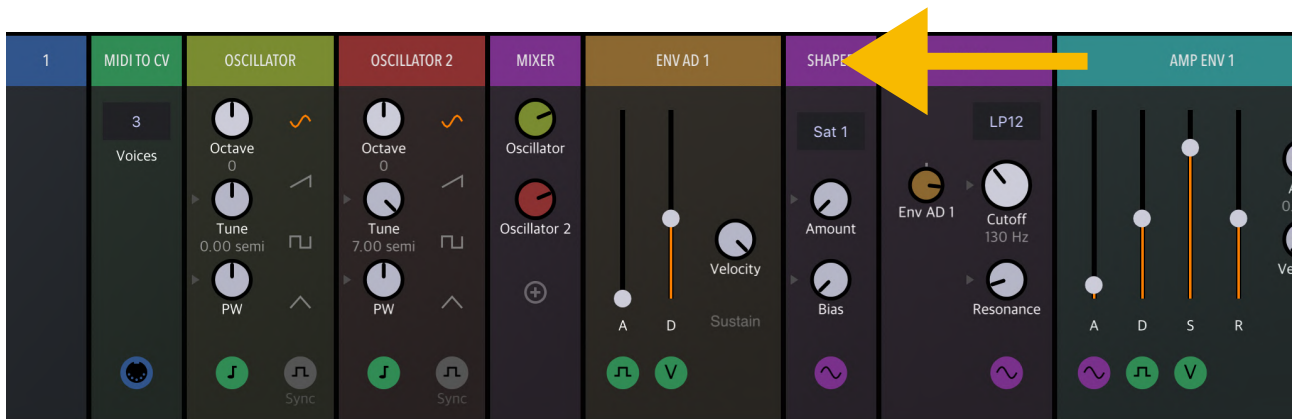 1
MIDI TO CV
3
Voices
OSCILLATOR
Octave
0
Tune
0.00 semi
PW
Sync
OSCILLATOR 2
Octave
0
Tune
7.00 semi
PW
Sync
MIXER
Oscillator
Oscillator 2
ENV AD 1
A
D
Velocity
Sustain
V
Sat 1
Amount
Bias
Env AD 1
LP12
Cutoff
130 Hz
Resonance
AMP ENV 1
A
D
S
R
V